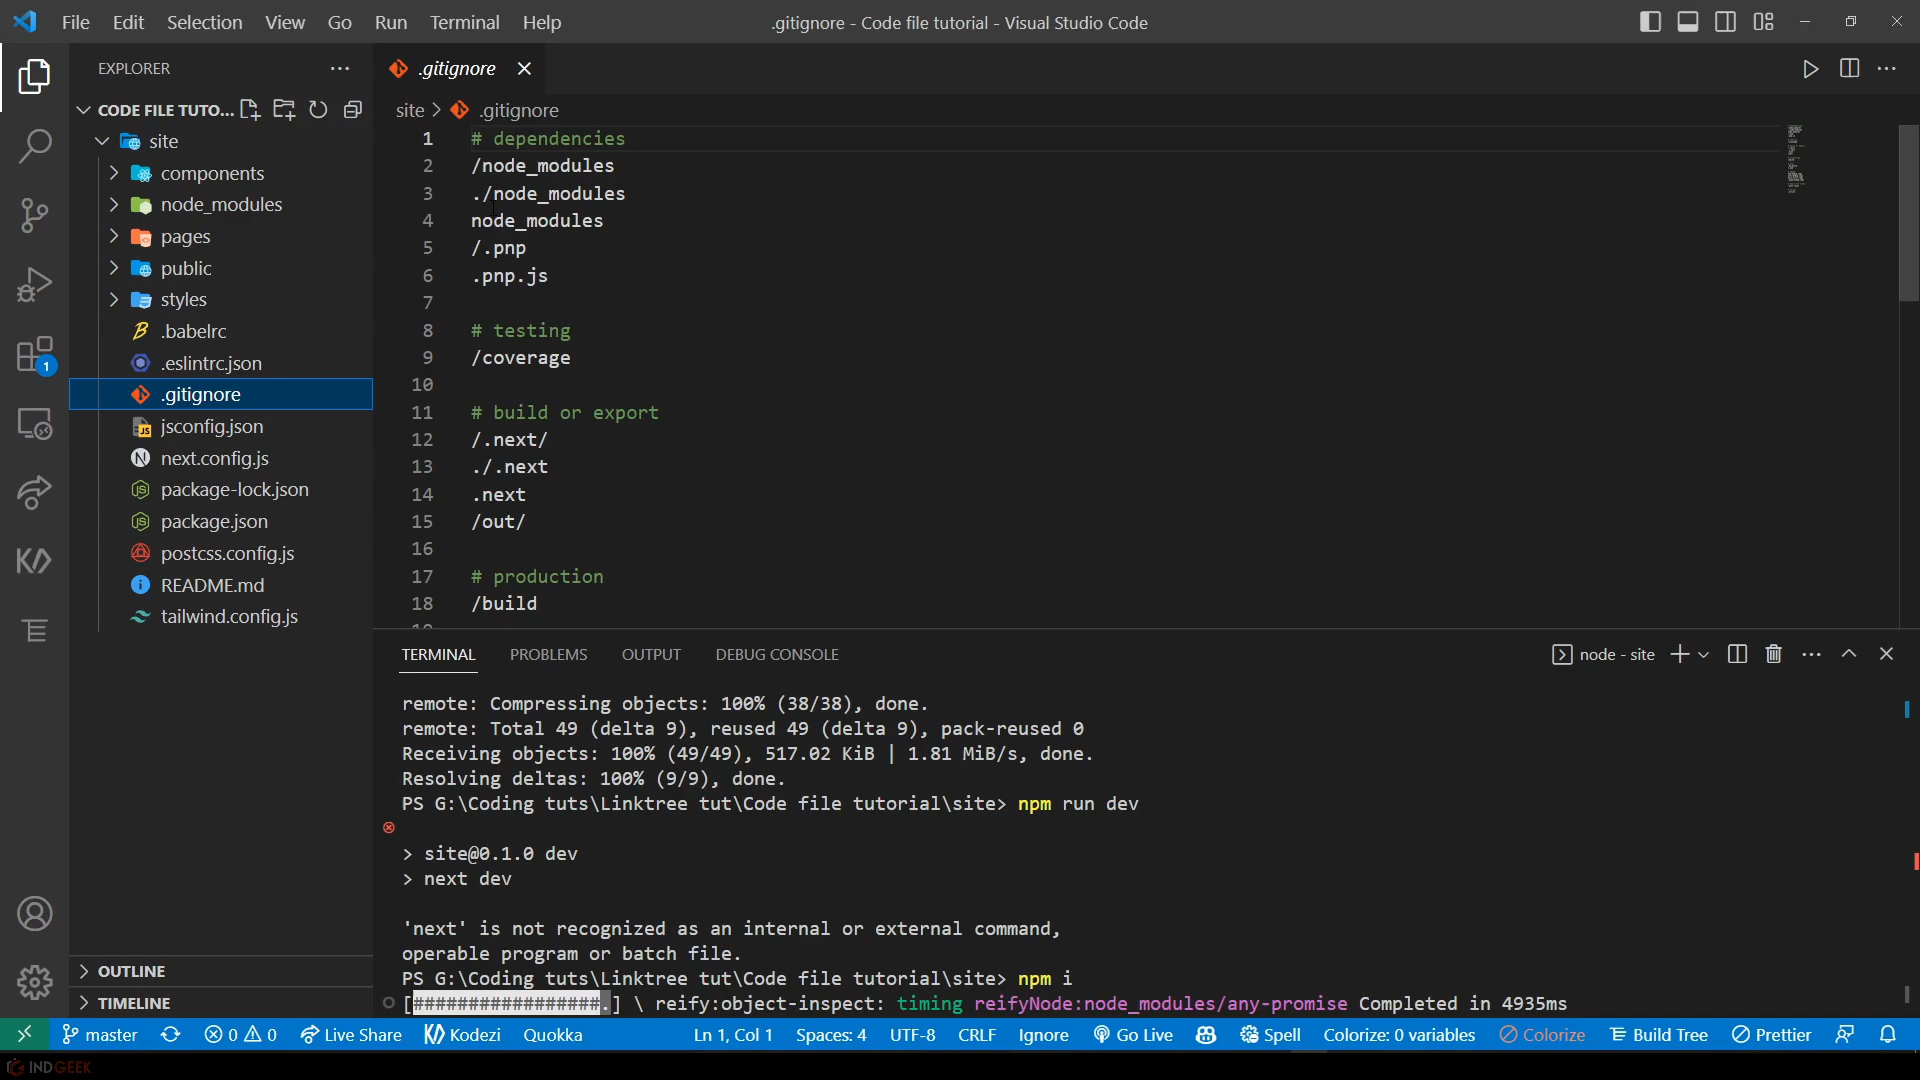 File Edit Selection View Go Run Terminal Help
.gitignore - Code file tutorial - Visual Studio Code
EXPLORER
CODE FILE TUTO...
site
components
node_modules
pages
public
styles
.babelrc
.eslintrc.json
.gitignore
jsconfig.json
next.config.js
package-lock.json
package.json
postcss.config.js
README.md
tailwind.config.js
OUTLINE
TIMELINE
1
.gitignore
site > .gitignore
1 # dependencies
2 /node_modules
3 ./node_modules
4 node_modules
5 /.pnp
6 .pnp.js
7
8 # testing
9 /coverage
10
11 # build or export
12 /.next/
13 ./.next
14 .next
15 /out/
16
17 # production
18 /build
TERMINAL PROBLEMS OUTPUT DEBUG CONSOLE
node - site
remote: Compressing objects: 100% (38/38), done.
remote: Total 49 (delta 9), reused 49 (delta 9), pack-reused 0
Receiving objects: 100% (49/49), 517.02 KiB | 1.81 MiB/s, done.
Resolving deltas: 100% (9/9), done.
PS G:\Coding tuts\Linktree tut\Code file tutorial\site> npm run dev
> site@0.1.0 dev
> next dev
'next' is not recognized as an internal or external command,
operable program or batch file.
PS G:\Coding tuts\Linktree tut\Code file tutorial\site> npm i
[#################.] \ reify:object-inspect: timing reifyNode:node_modules/any-promise Completed in 4935ms
master 0 0 Live Share Kodezi Quokka Ln 1, Col 1 Spaces: 4 UTF-8 CRLF Ignore Go Live Spell Colorize: 0 variables Colorize Build Tree Prettier
INDGEEK